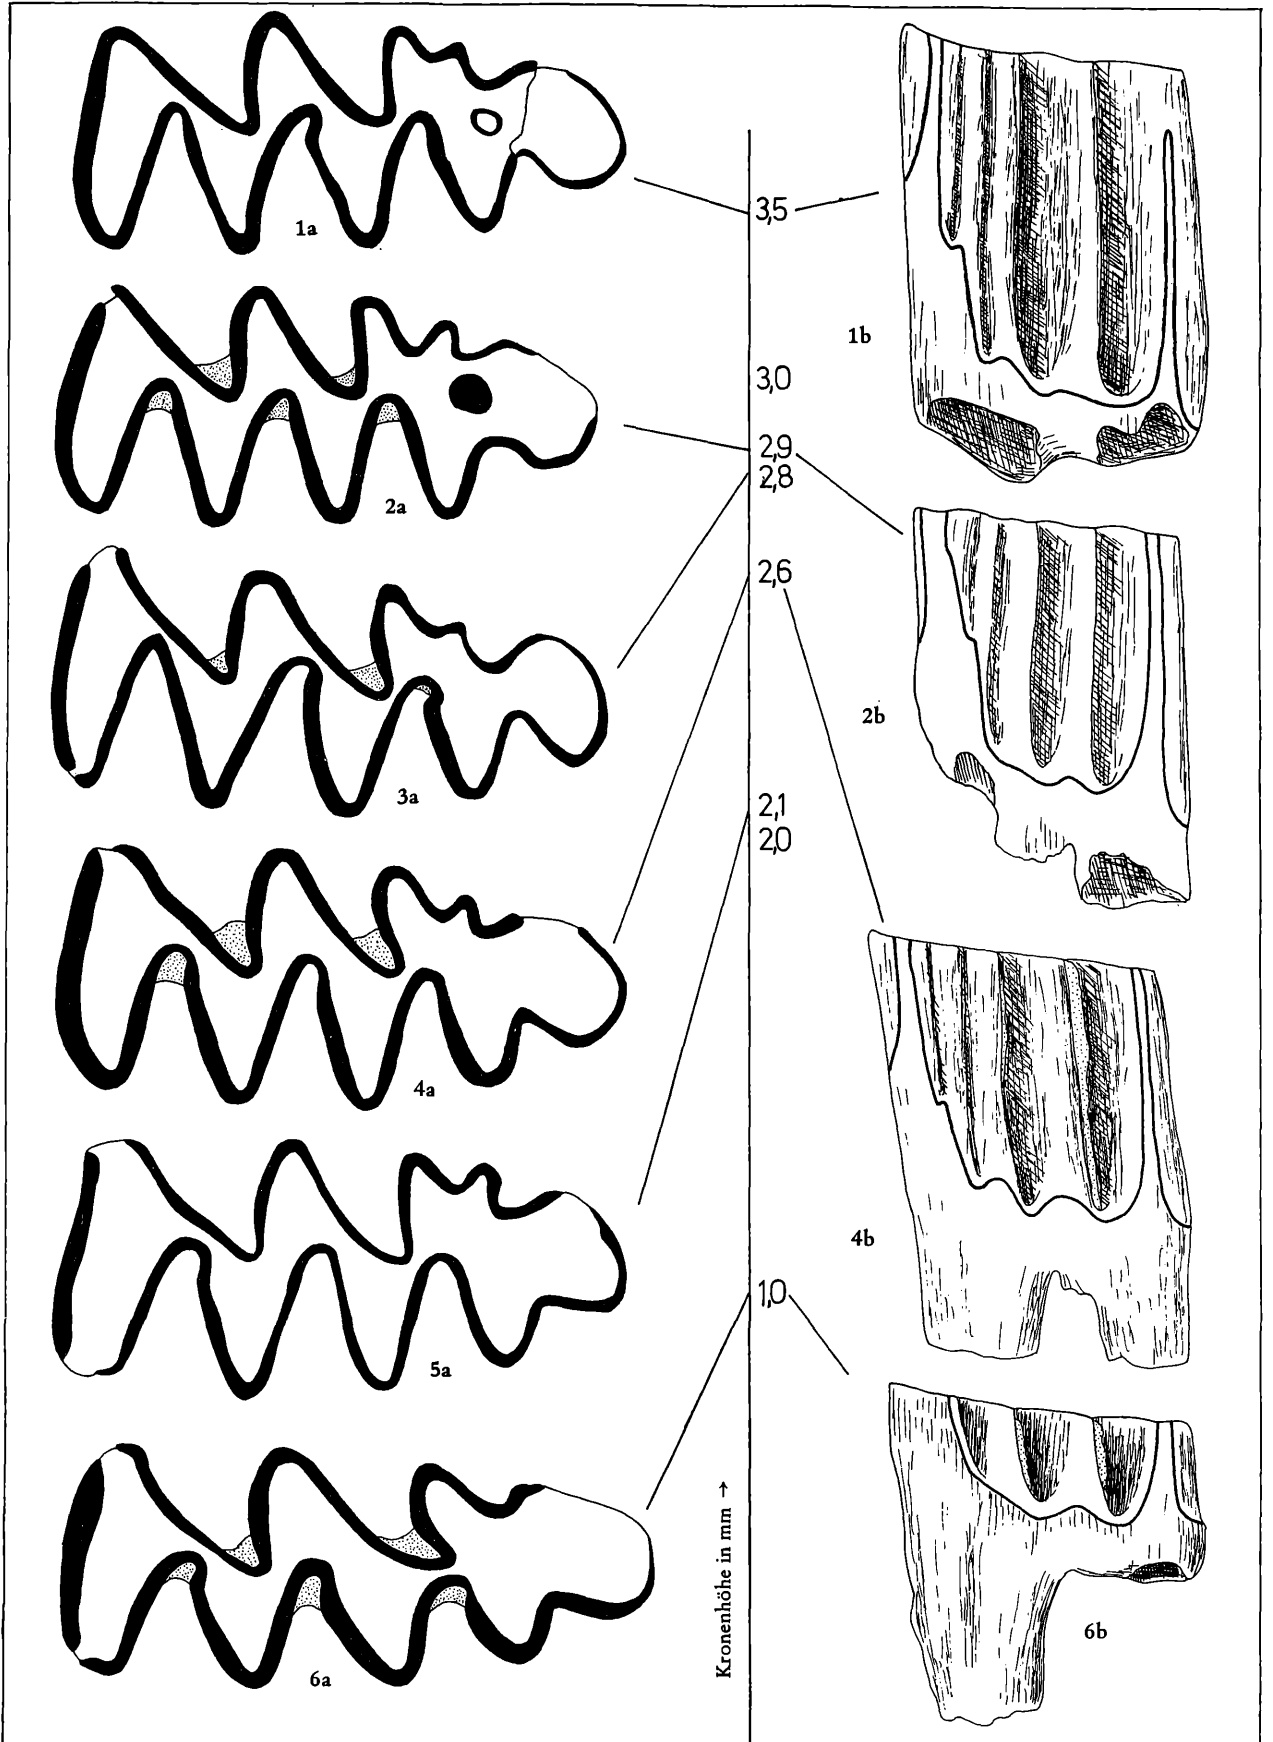 1a
2a
3a
4a
5a
6a
3,5
3,0
2,9
2,8
2,6
2,1
2,0
1,0
Kronenhöhe in mm →
1b
2b
4b
6b